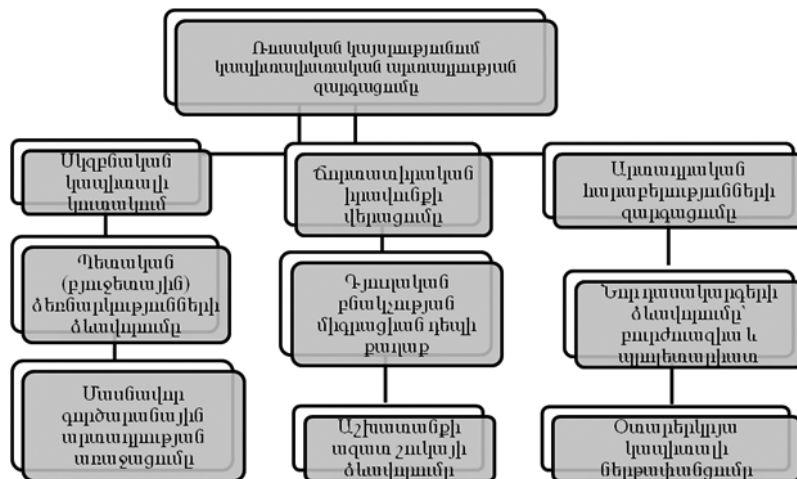 Ռուսական կայսրությունում
կապիտալիստական արտադրության
զարգացումը
Սկզբնական
կապիտալի
կուտակում
Պետական
(բյուջետային)
ձեռնարկությունների
ձևավորումը
Մասնավոր
գործարանային
արտադրության
առաջացումը
Ճորտատիրական
իրավունքի
վերացումը
Գյուղական
բնակչության
միգրացիան դեպի
քաղաք
Աշխատանքի
ազատ շուկայի
ձևավորումը
Արտադրական
հարաբերությունների
զարգացումը
Նոր դասակարգերի
ձևավորումը՝
բուրժուազիա և
պրոլետարիատ
Օտարերկրյա
կապիտալի
ներթափանցումը